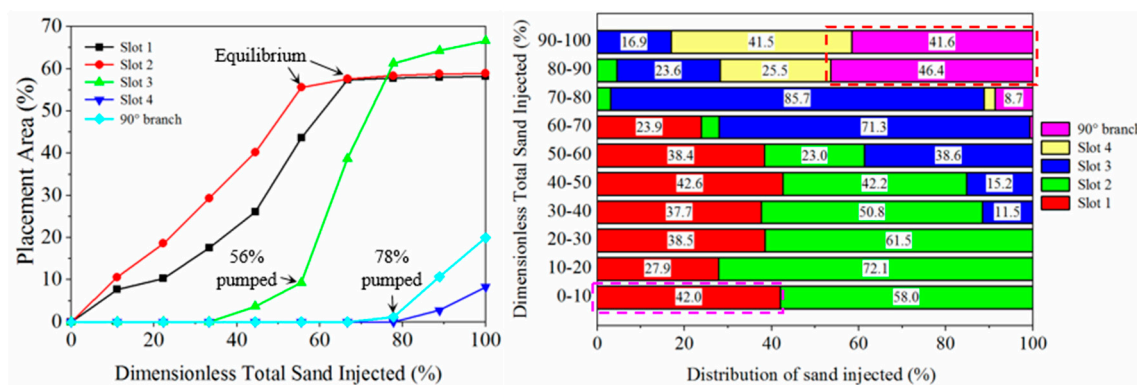 70
60
50
40
30
20
10
0
Placement Area (%)
Slot 1
Slot 2
Slot 3
Slot 4
90° branch
Equilibrium
56%
pumped
78%
pumped
0 20 40 60 80 100
Dimensionless Total Sand Injected (%)
Dimensionless Total Sand Injected (%)
90-100 16.9 41.5 41.6
80-90 23.6 25.5 46.4
70-80 85.7 8.7
60-70 23.9 71.3
50-60 38.4 23.0 38.6
40-50 42.6 42.2 15.2
30-40 37.7 50.8 11.5
20-30 38.5 61.5
10-20 27.9 72.1
0-10 42.0 58.0
0 20 40 60 80 100
Distribution of sand injected (%)
90° branch
Slot 4
Slot 3
Slot 2
Slot 1